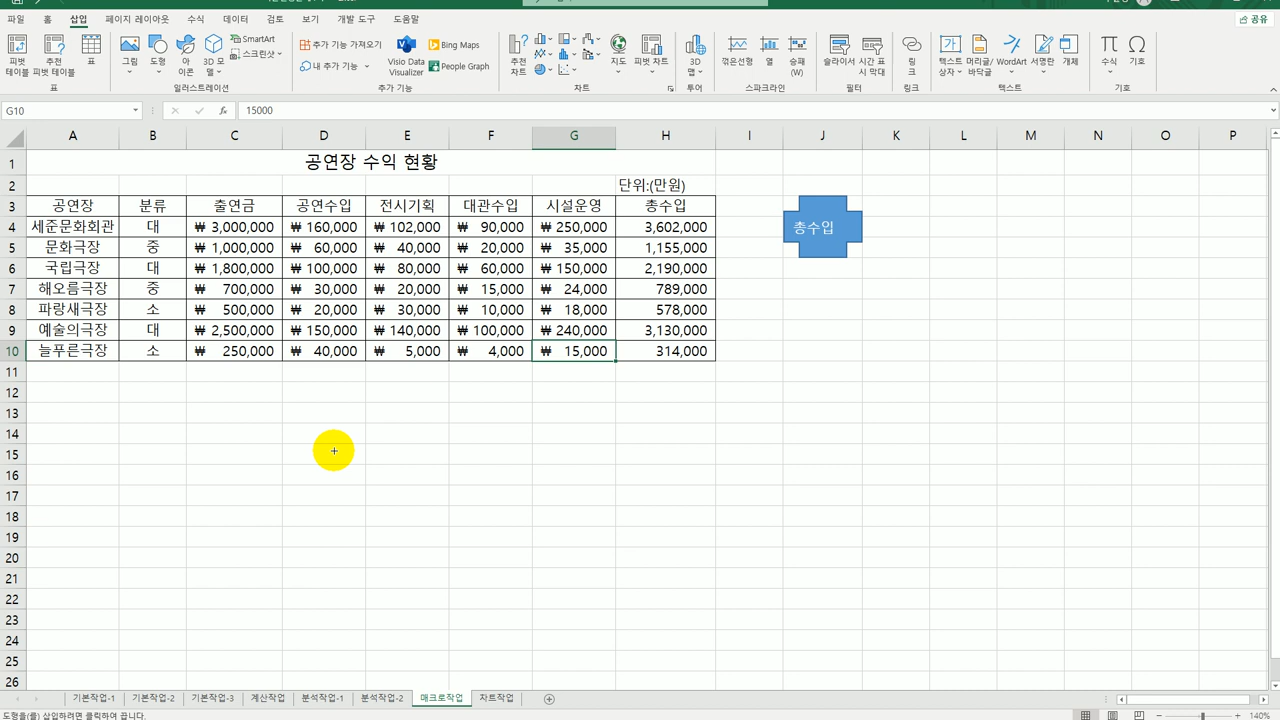 파일 홈 삽입 페이지 레이아웃 수식 데이터 검토 보기 개발 도구 도움말 공유
피벗 테이블 추천 피벗 테이블 표 그림 도형 아이콘 3D 모델 SmartArt 스크린샷 추가 기능 가져오기 내 추가 기능 Visio Data Visualizer Bing Maps People Graph 추천 차트 지도 피벗 차트 3D 맵 꺾은선형 열 승패 (W) 슬라이서 시간 표시 막대 링크 텍스트 상자 머리글/바닥글 WordArt 서명란 개체 수식 기호
표 일러스트레이션 추가 기능 차트 투어 스파크라인 필터 링크 텍스트 기호
G10 fx 15000
A B C D E F G H I J K L M N O P
1 공연장 수익 현황
2 단위:(만원)
3 공연장 분류 출연금 공연수입 전시기획 대관수입 시설운영 총수입
4 세준문화회관 대 ₩ 3,000,000 ₩ 160,000 ₩ 102,000 ₩ 90,000 ₩ 250,000 3,602,000 총수입
5 문화극장 중 ₩ 1,000,000 ₩ 60,000 ₩ 40,000 ₩ 20,000 ₩ 35,000 1,155,000
6 국립극장 대 ₩ 1,800,000 ₩ 100,000 ₩ 80,000 ₩ 60,000 ₩ 150,000 2,190,000
7 해오름극장 중 ₩ 700,000 ₩ 30,000 ₩ 20,000 ₩ 15,000 ₩ 24,000 789,000
8 파랑새극장 소 ₩ 500,000 ₩ 20,000 ₩ 30,000 ₩ 10,000 ₩ 18,000 578,000
9 예술의극장 대 ₩ 2,500,000 ₩ 150,000 ₩ 140,000 ₩ 100,000 ₩ 240,000 3,130,000
10 늘푸른극장 소 ₩ 250,000 ₩ 40,000 ₩ 5,000 ₩ 4,000 ₩ 15,000 314,000
11
12
13
14
15
16
17
18
19
20
21
22
23
24
25
26
기본작업-1 기본작업-2 기본작업-3 계산작업 분석작업-1 분석작업-2 매크로작업 차트작업
도형을(를) 삽입하려면 클릭하여 끕니다. 140%